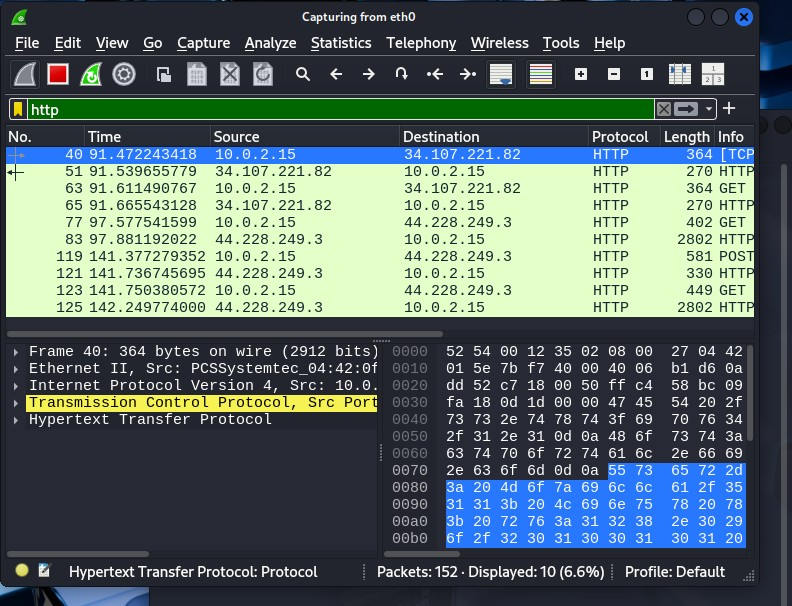 Capturing from eth0
File Edit View Go Capture Analyze Statistics Telephony Wireless Tools Help
http
No. Time Source Destination Protocol Length Info
40 91.472243418 10.0.2.15 34.107.221.82 HTTP 364 [TCP
51 91.539655779 34.107.221.82 10.0.2.15 HTTP 270 HTTP
63 91.611490767 10.0.2.15 34.107.221.82 HTTP 364 GET
65 91.665543128 34.107.221.82 10.0.2.15 HTTP 270 HTTP
77 97.577541599 10.0.2.15 44.228.249.3 HTTP 402 GET
83 97.881192022 44.228.249.3 10.0.2.15 HTTP 2802 HTTP
119 141.377279352 10.0.2.15 44.228.249.3 HTTP 581 POST
121 141.736745695 44.228.249.3 10.0.2.15 HTTP 330 HTTP
123 141.750380572 10.0.2.15 44.228.249.3 HTTP 449 GET
125 142.249774000 44.228.249.3 10.0.2.15 HTTP 2802 HTTP
Frame 40: 364 bytes on wire (2912 bits)
Ethernet II, Src: PCSSystemtec_04:42:0f
Internet Protocol Version 4, Src: 10.0.
Transmission Control Protocol, Src Port
Hypertext Transfer Protocol
0000 52 54 00 12 35 02 08 00 27 04 42
0010 01 5e 7b f7 40 00 40 06 b1 d6 0a
0020 dd 52 c7 18 00 50 ff c4 58 bc 09
0030 fa 18 0d 1d 00 00 47 45 54 20 2f
0040 73 73 2e 74 78 74 3f 69 70 76 34
0050 2f 31 2e 31 0d 0a 48 6f 73 74 3a
0060 63 74 70 6f 72 74 61 6c 2e 66 69
0070 2e 63 6f 6d 0d 0a 55 73 65 72 2d
0080 3a 20 4d 6f 7a 69 6c 6c 61 2f 35
0090 31 31 3b 20 4c 69 6e 75 78 20 78
00a0 3b 20 72 76 3a 31 32 38 2e 30 29
00b0 6f 2f 32 30 31 30 30 31 30 31 20
Hypertext Transfer Protocol: Protocol
Packets: 152 · Displayed: 10 (6.6%)
Profile: Default